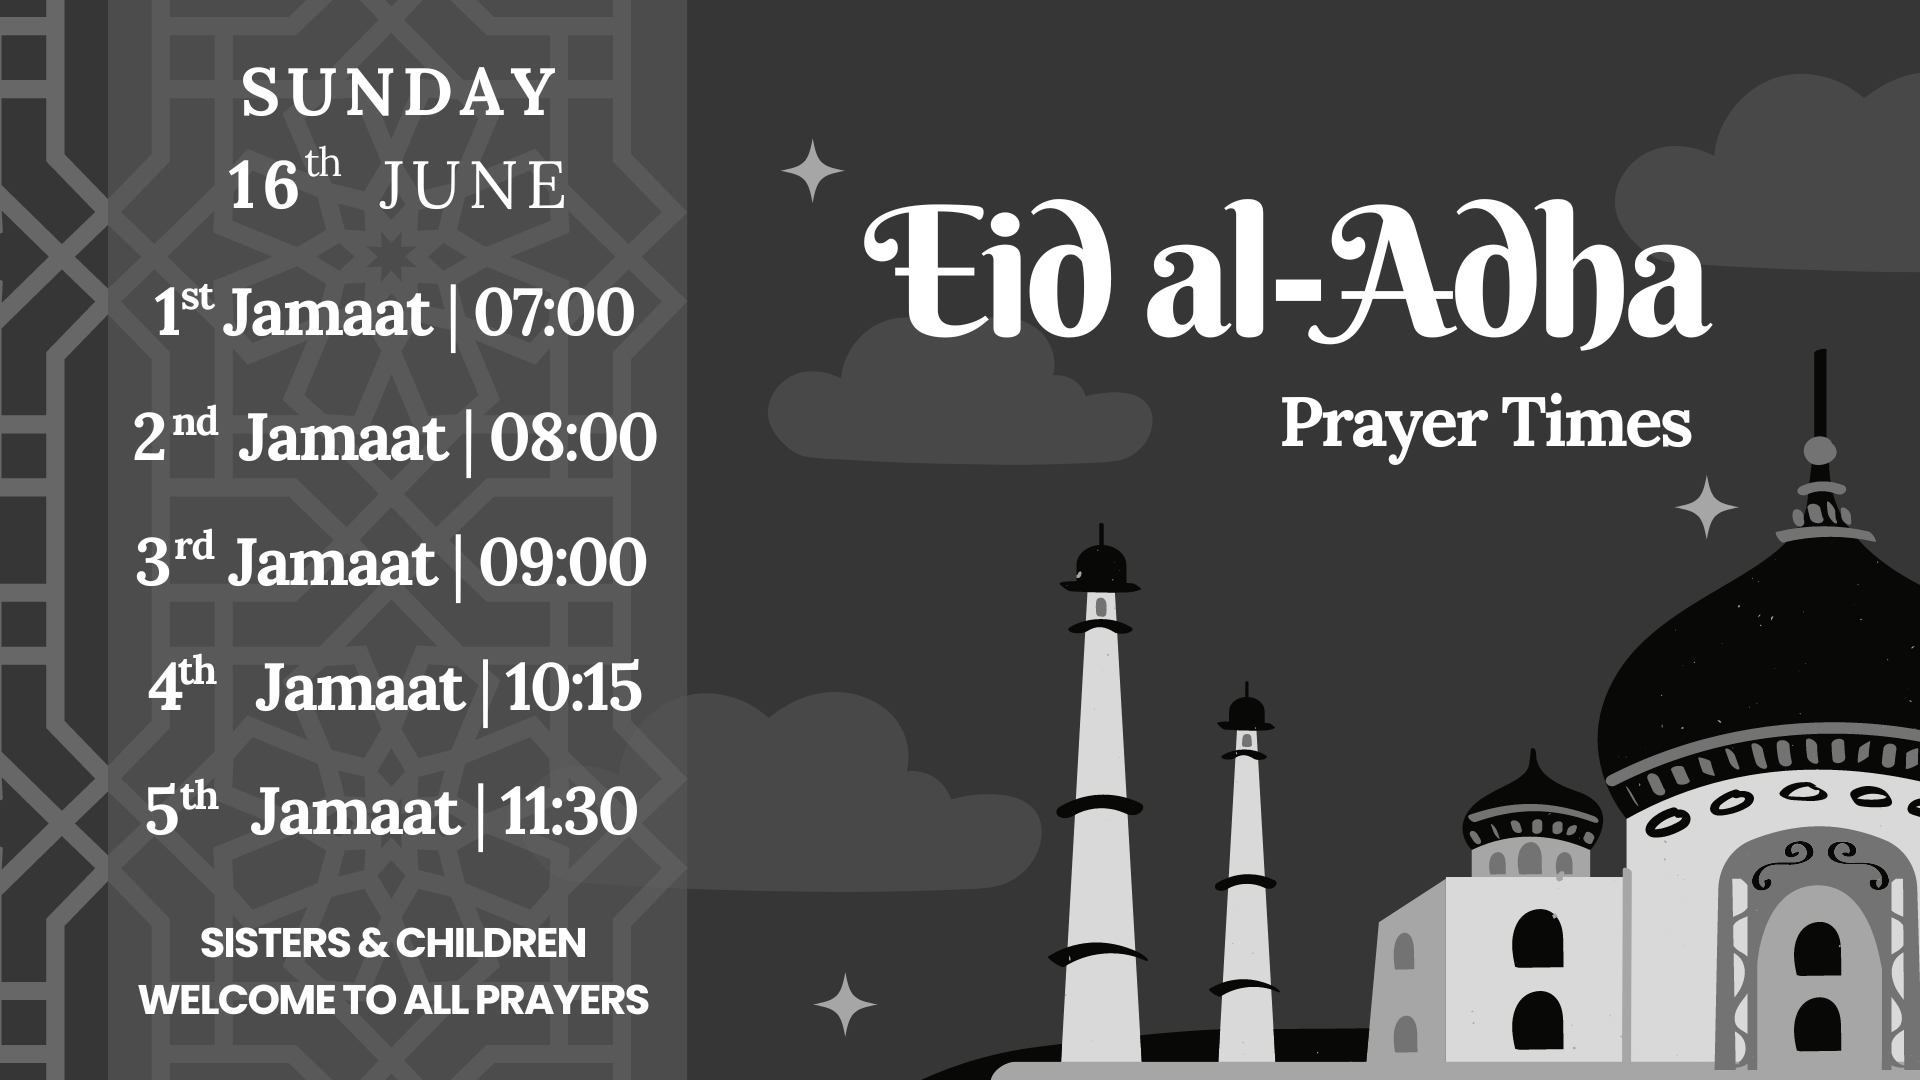 SUNDAY
16th JUNE
1st Jamaat | 07:00
2nd Jamaat | 08:00
3rd Jamaat | 09:00
4th Jamaat | 10:15
5th Jamaat | 11:30
SISTERS & CHILDREN
WELCOME TO ALL PRAYERS
Eid al-Adha
Prayer Times